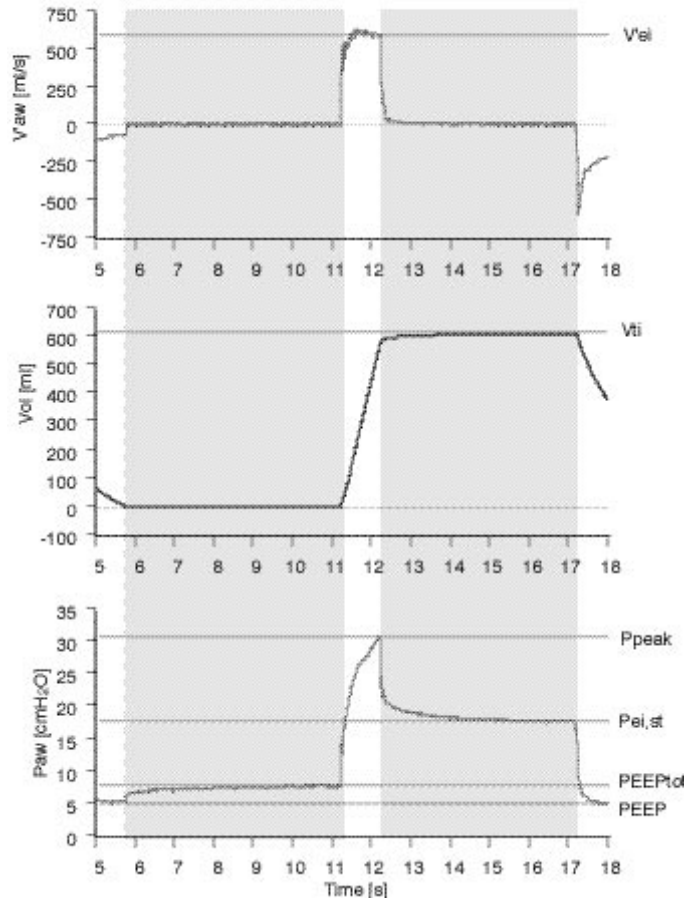 V'aw [ml/s]
750
500
250
0
-250
-500
-750
V'ei
5 6 7 8 9 10 11 12 13 14 15 16 17 18
Vol [ml]
700
600
500
400
300
200
100
0
-100
Vti
5 6 7 8 9 10 11 12 13 14 15 16 17 18
Paw [cmH₂O]
35
30
25
20
15
10
5
0
Ppeak
Pei,st
PEEPtot
PEEP
5 6 7 8 9 10 11 12 13 14 15 16 17 18
Time [s]